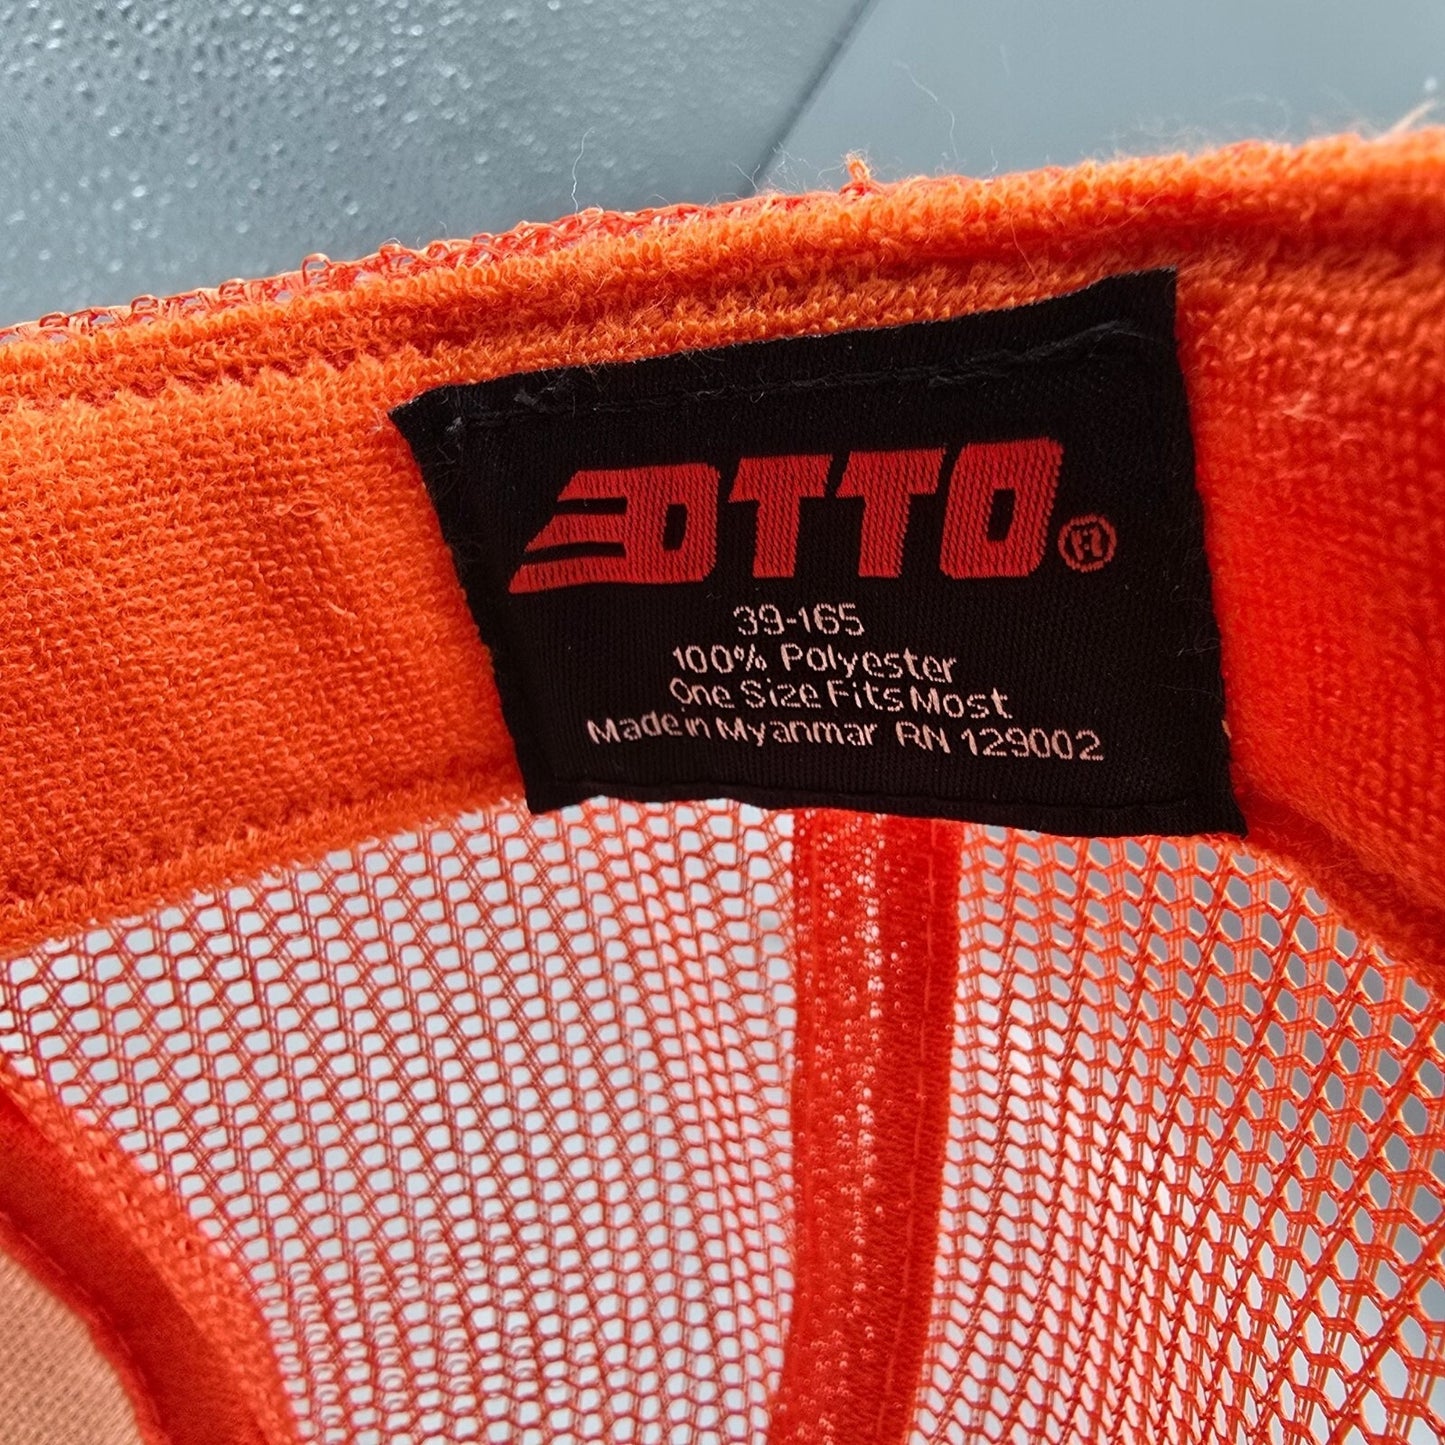 OTTO®
39-165
100% Polyester
One Size Fits Most
Made in Myanmar RN 129002